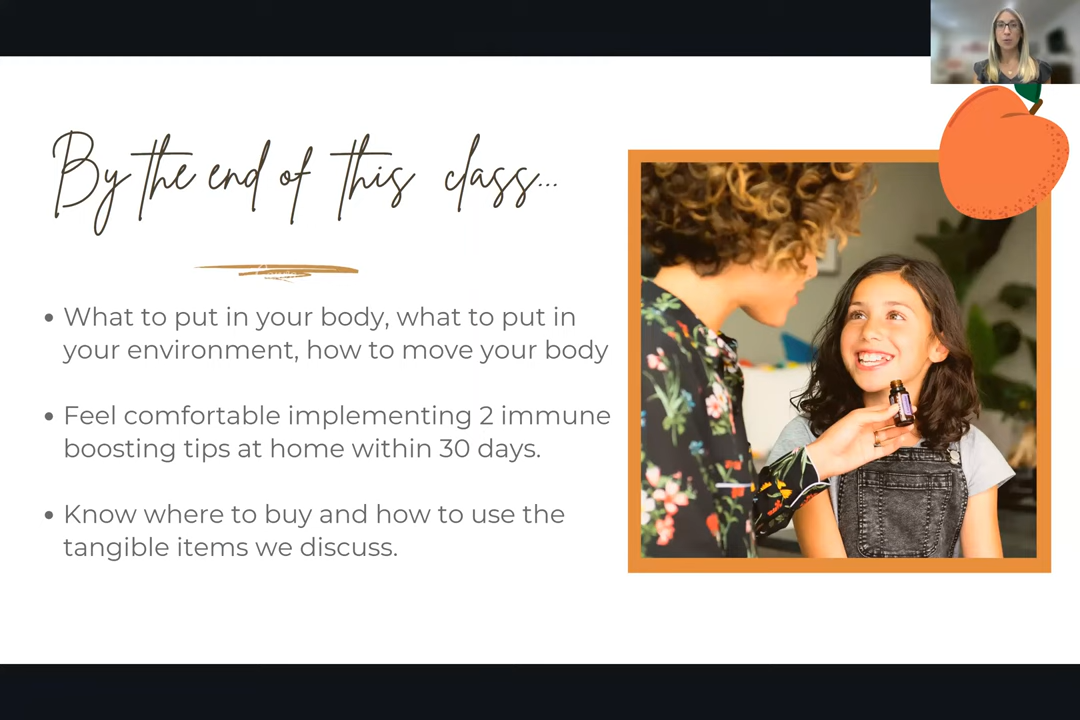 By the end of this class...
• What to put in your body, what to put in
your environment, how to move your body
• Feel comfortable implementing 2 immune
boosting tips at home within 30 days.
• Know where to buy and how to use the
tangible items we discuss.